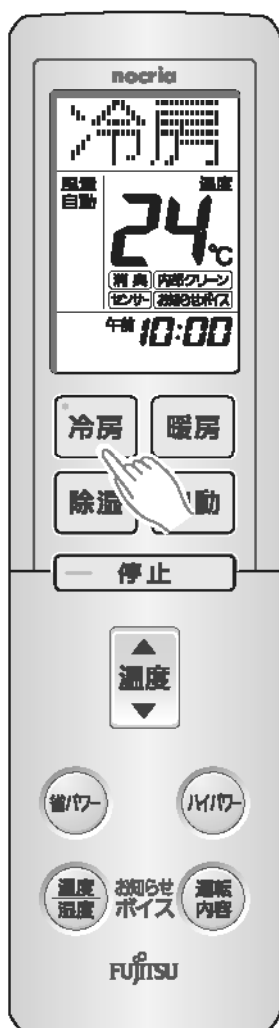 nocria
冷房
風量 温度
自動 24℃
消臭 内部クリーン
センサー お知らせボイス
午前 10:00
冷房 暖房
除湿 動
停止
温度
省パワー ハイパワー
温度 お知らせ 運転
湿度 ボイス 内容
FUJITSU